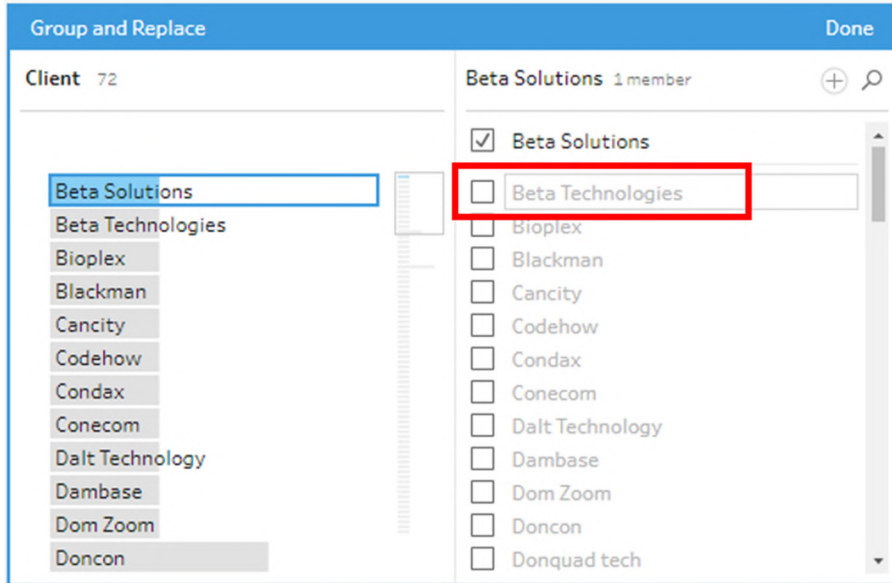 Group and Replace
Done
Client 72
Beta Solutions
Beta Technologies
Bioplex
Blackman
Cancity
Codehow
Condax
Conecom
Dalt Technology
Dambase
Dom Zoom
Doncon
Beta Solutions 1 member
Beta Solutions
Beta Technologies
Bioplex
Blackman
Cancity
Codehow
Condax
Conecom
Dalt Technology
Dambase
Dom Zoom
Doncon
Donquad tech